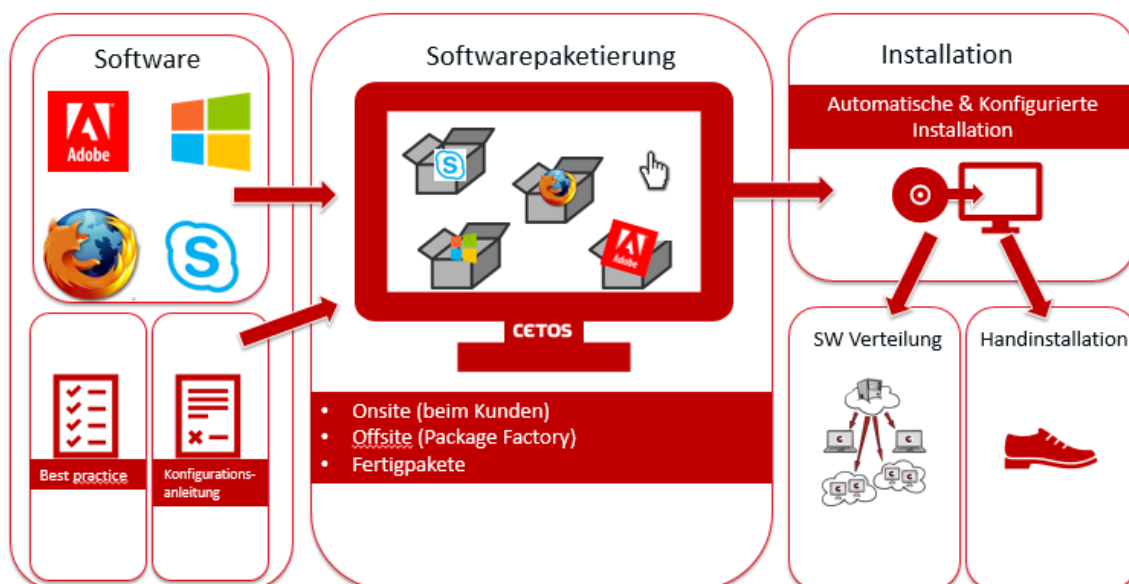 Software
Adobe
S
Best practice
Konfigurations-
anleitung
Softwarepaketierung
S
Adobe
CETOS
• Onsite (beim Kunden)
• Offsite (Package Factory)
• Fertigpakete
Installation
Automatische & Konfigurierte
Installation
SW Verteilung
Handinstallation